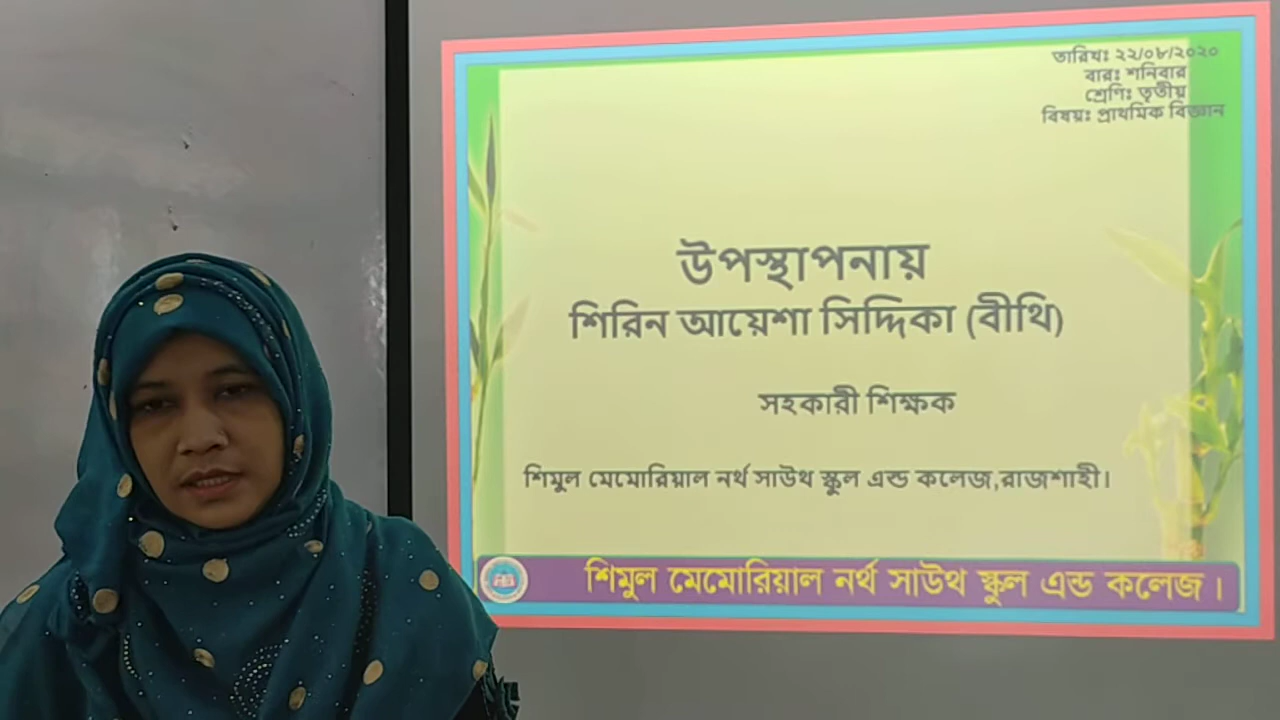 তারিখঃ ২২/০৮/২০২০
বারঃ শনিবার
শ্রেণিঃ তৃতীয়
বিষয়ঃ প্রাথমিক বিজ্ঞান
উপস্থাপনায়
শিরিন আয়েশা সিদ্দিকা (বীথি)
সহকারী শিক্ষক
শিমুল মেমোরিয়াল নর্থ সাউথ স্কুল এন্ড কলেজ,রাজশাহী।
শিমুল মেমোরিয়াল নর্থ সাউথ স্কুল এন্ড কলেজ।